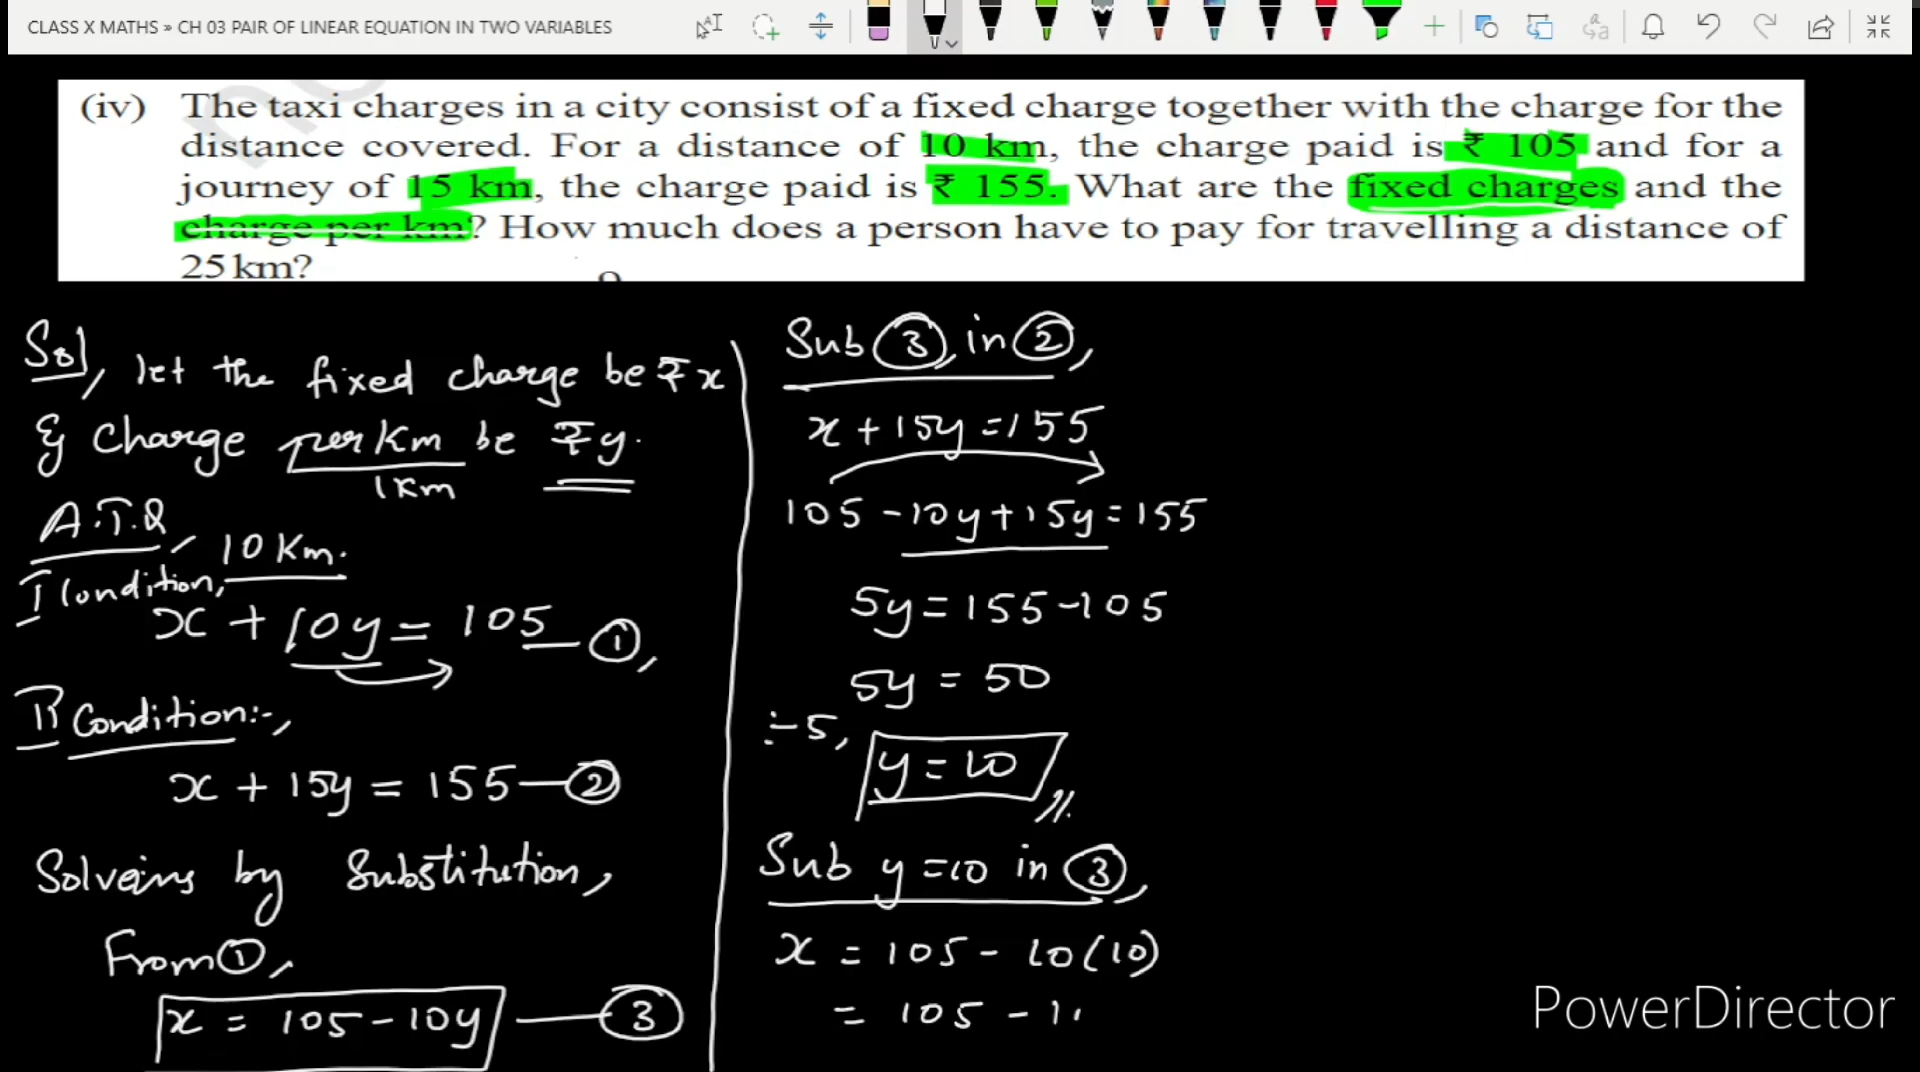 CLASS X MATHS » CH 03 PAIR OF LINEAR EQUATION IN TWO VARIABLES
(iv) The taxi charges in a city consist of a fixed charge together with the charge for the
distance covered. For a distance of 10 km, the charge paid is ₹ 105 and for a
journey of 15 km, the charge paid is ₹ 155. What are the fixed charges and the
charge per km? How much does a person have to pay for travelling a distance of
25 km?
Sol, let the fixed charge be ₹ x
& Charge per Km be ₹ y.
1 Km
A.T.Q, 10 Km.
I Condition,
x + 10y = 105 — ①,
II Condition:-,
x + 15y = 155 — ②
Solveing by Substitution,
From ①,
x = 105 - 10y — ③
Sub ③, in ②,
x + 15y = 155
105 - 10y + 15y = 155
5y = 155 - 105
5y = 50
÷ 5,
y = 10 //.
Sub y = 10 in ③,
x = 105 - 10(10)
= 105 - 1
PowerDirector